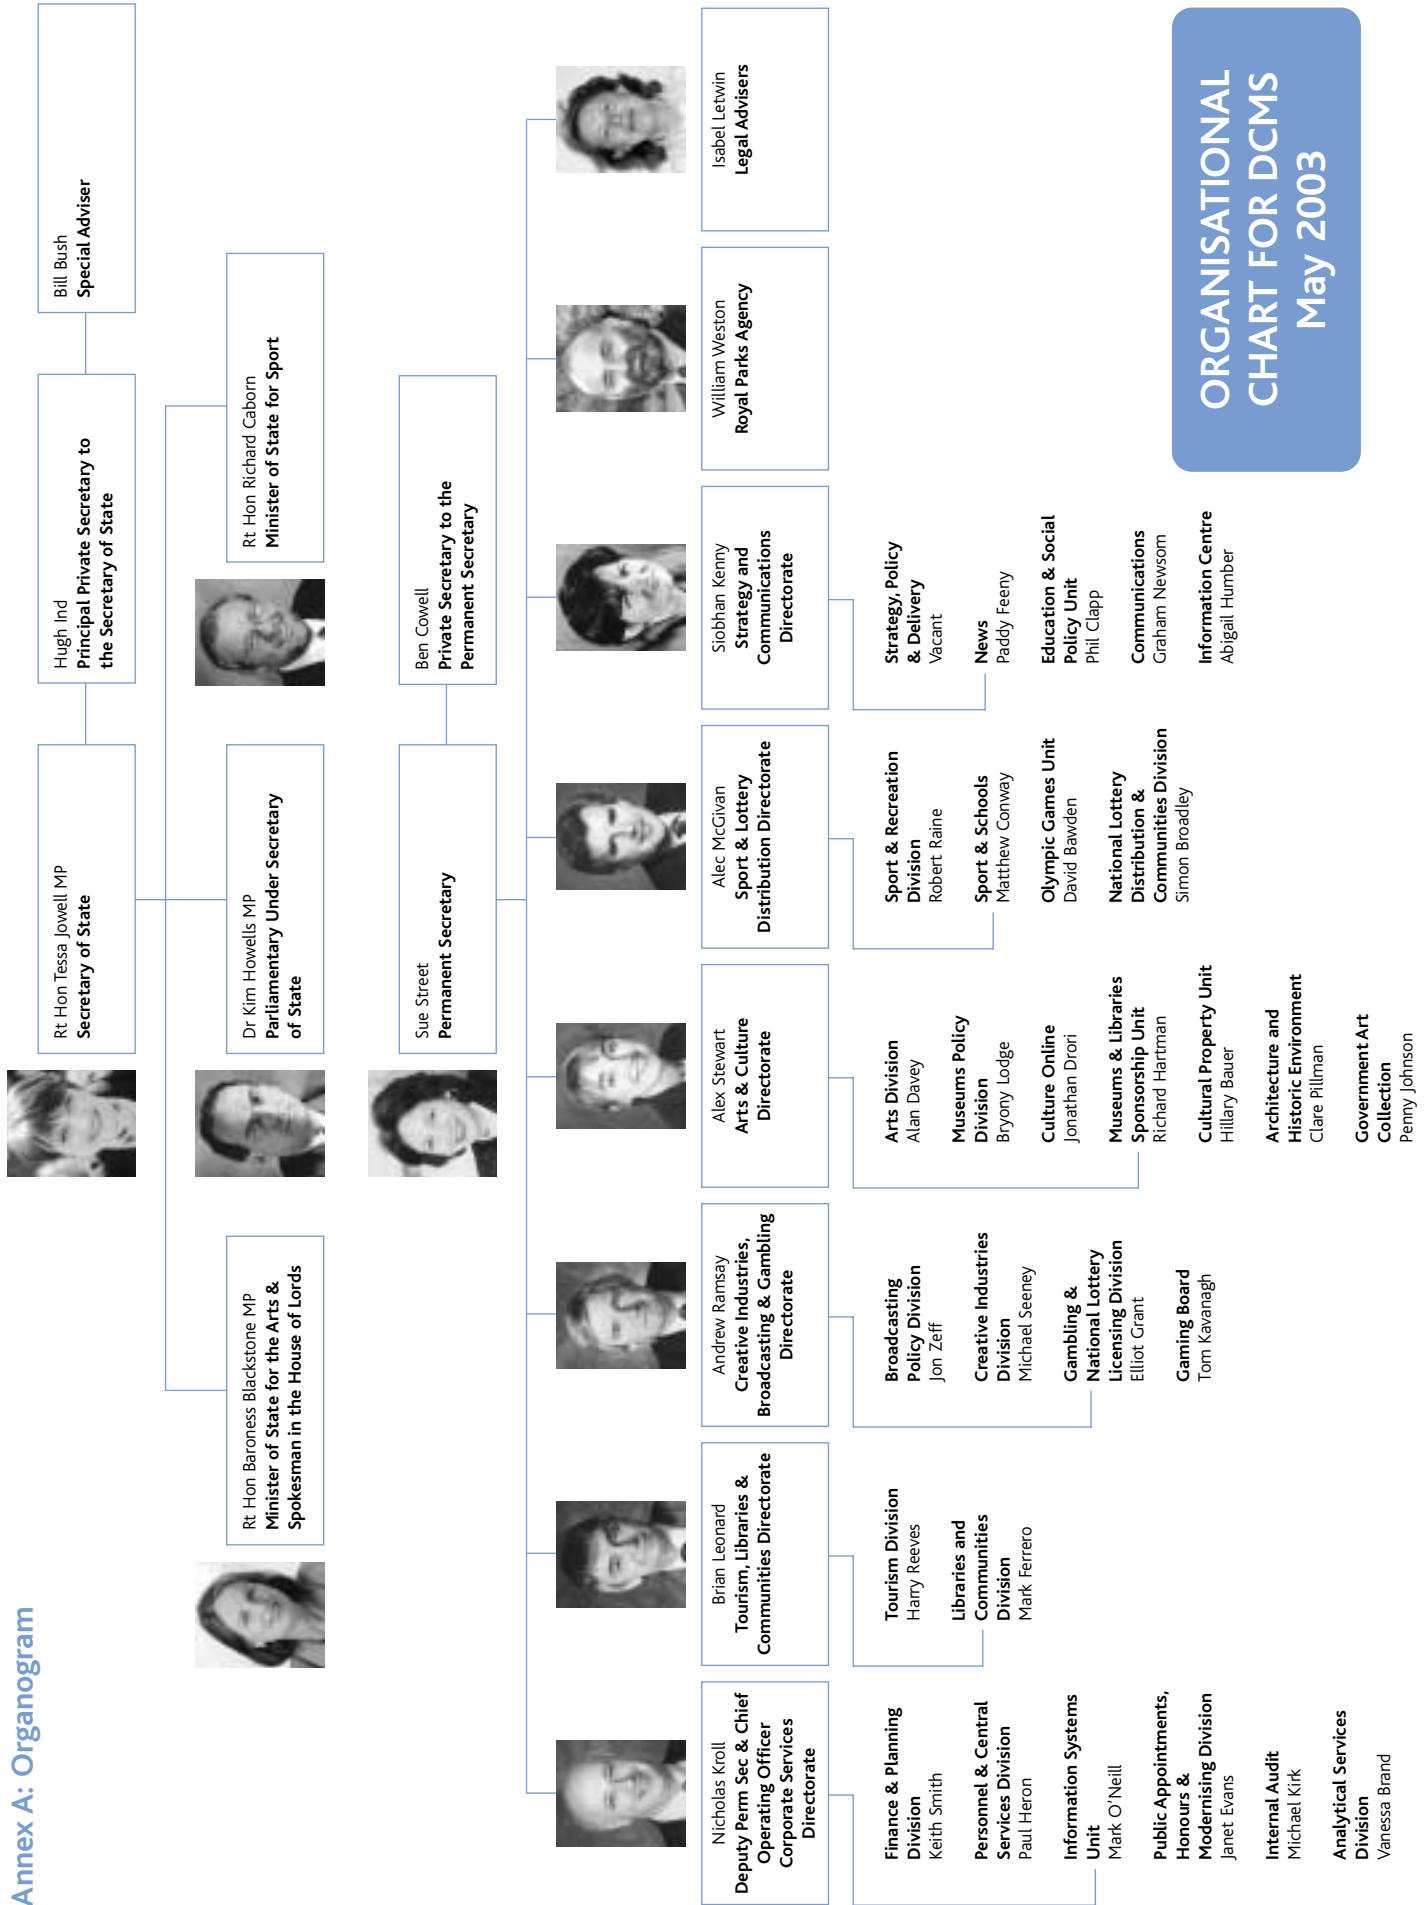 Annex A: Organogram
Rt Hon Tessa Jowell MP
Secretary of State
Hugh Ind
Principal Private Secretary to
the Secretary of State
Bill Bush
Special Adviser
Rt Hon Baroness Blackstone MP
Minister of State for the Arts &
Spokesman in the House of Lords
Dr Kim Howells MP
Parliamentary Under Secretary
of State
Rt Hon Richard Caborn
Minister of State for Sport
Sue Street
Permanent Secretary
Ben Cowell
Private Secretary to the
Permanent Secretary
Nicholas Kroll
Deputy Perm Sec & Chief
Operating Officer
Corporate Services
Directorate
Finance & Planning
Division
Keith Smith
Personnel & Central
Services Division
Paul Heron
Information Systems
Unit
Mark O'Neill
Public Appointments,
Honours &
Modernising Division
Janet Evans
Internal Audit
Michael Kirk
Analytical Services
Division
Vanessa Brand
Brian Leonard
Tourism, Libraries &
Communities Directorate
Tourism Division
Harry Reeves
Libraries and
Communities
Division
Mark Ferrero
Andrew Ramsay
Creative Industries,
Broadcasting & Gambling
Directorate
Broadcasting
Policy Division
Jon Zeff
Creative Industries
Division
Michael Seeney
Gambling &
National Lottery
Licensing Division
Elliot Grant
Gaming Board
Tom Kavanagh
Alex Stewart
Arts & Culture
Directorate
Arts Division
Alan Davey
Museums Policy
Division
Bryony Lodge
Culture Online
Jonathan Drori
Museums & Libraries
Sponsorship Unit
Richard Hartman
Cultural Property Unit
Hillary Bauer
Architecture and
Historic Environment
Clare Pillman
Government Art
Collection
Penny Johnson
Alec McGivan
Sport & Lottery
Distribution Directorate
Sport & Recreation
Division
Robert Raine
Sport & Schools
Matthew Conway
Olympic Games Unit
David Bawden
National Lottery
Distribution &
Communities Division
Simon Broadley
Siobhan Kenny
Strategy and
Communications
Directorate
Strategy, Policy
& Delivery
Vacant
News
Paddy Feeny
Education & Social
Policy Unit
Phil Clapp
Communications
Graham Newsom
Information Centre
Abigail Humber
William Weston
Royal Parks Agency
Isabel Letwin
Legal Advisers
ORGANISATIONAL
CHART FOR DCMS
May 2003